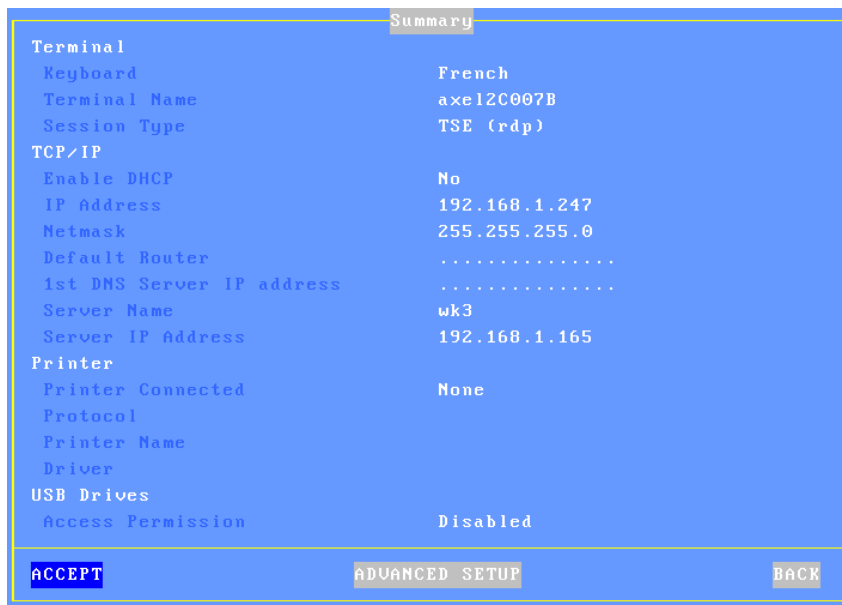 Summary
Terminal
Keyboard French
Terminal Name axel2C007B
Session Type TSE (rdp)
TCP/IP
Enable DHCP No
IP Address 192.168.1.247
Netmask 255.255.255.0
Default Router ...............
1st DNS Server IP address ...............
Server Name wk3
Server IP Address 192.168.1.165
Printer
Printer Connected None
Protocol
Printer Name
Driver
USB Drives
Access Permission Disabled
ACCEPT ADVANCED SETUP BACK